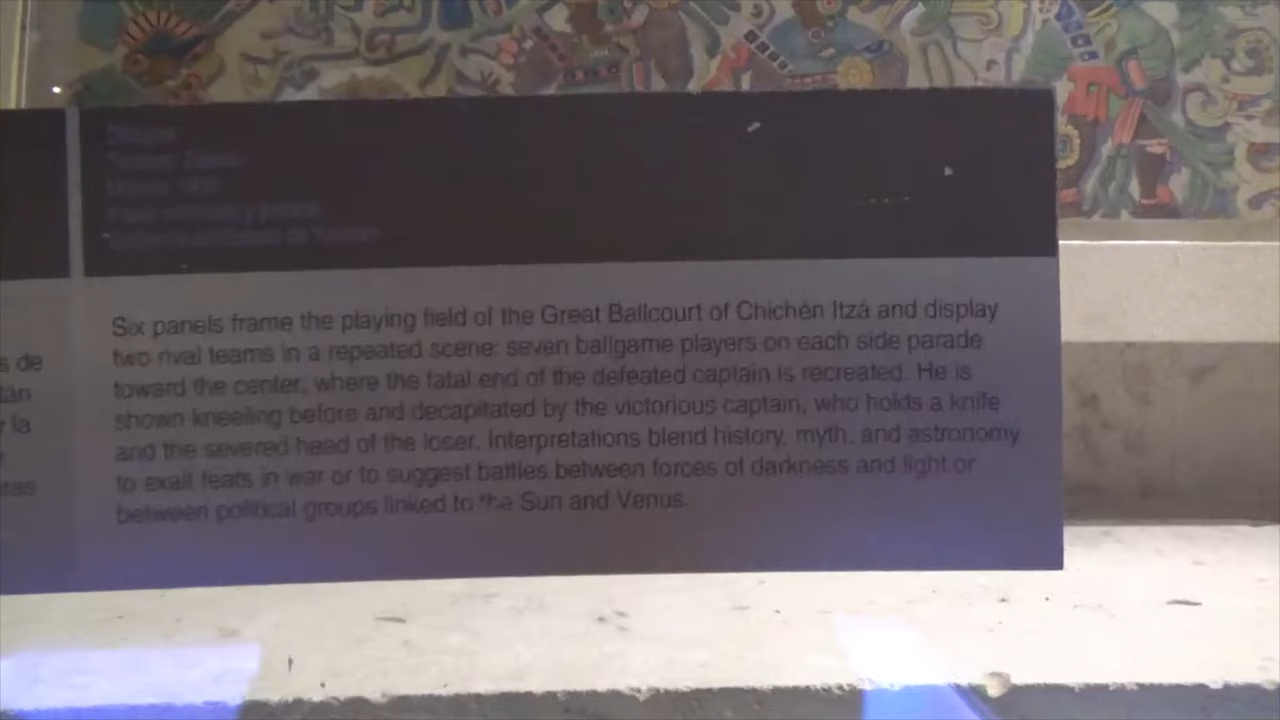 s de
tán
y la
Six panels frame the playing field of the Great Ballcourt of Chichén Itzá and display
two rival teams in a repeated scene: seven ballgame players on each side parade
toward the center, where the fatal end of the defeated captain is recreated. He is
shown kneeling before and decapitated by the victorious captain, who holds a knife
and the severed head of the loser. Interpretations blend history, myth, and astronomy
to exalt feats in war or to suggest battles between forces of darkness and light or
between political groups linked to the Sun and Venus.